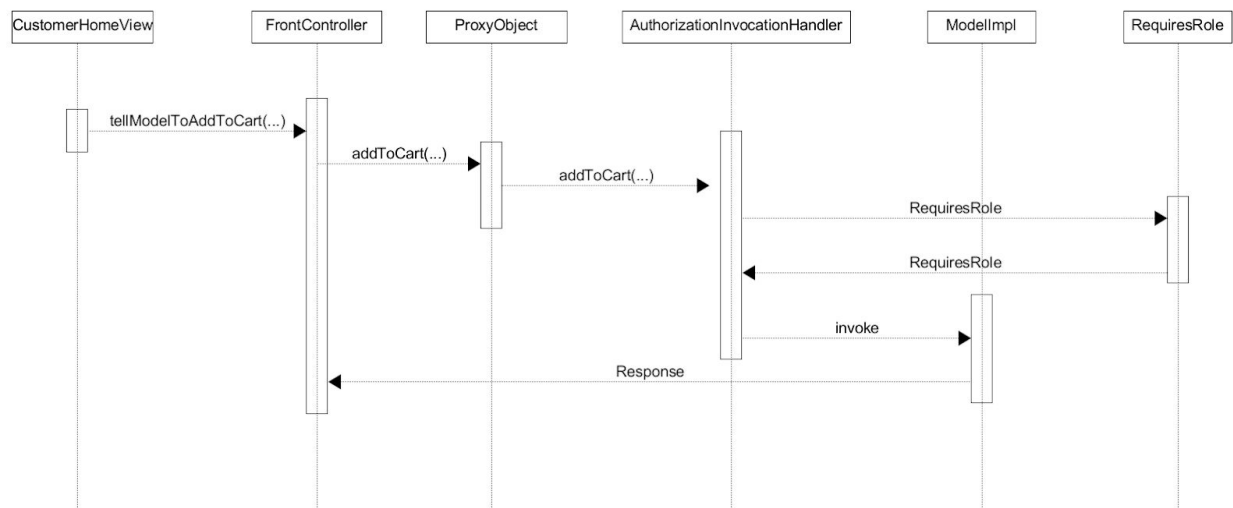 CustomerHomeView
FrontController
ProxyObject
AuthorizationInvocationHandler
ModelImpl
RequiresRole
tellModelToAddToCart(...)
addToCart(...)
addToCart(...)
RequiresRole
RequiresRole
invoke
Response